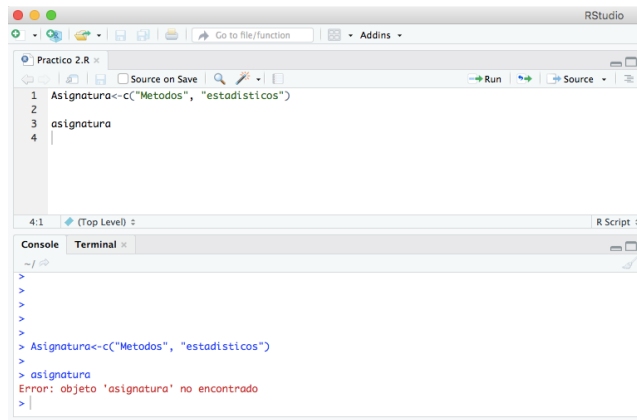 RStudio
Go to file/function
Addins
Practico 2.R
Source on Save
Run
Source
1 Asignatura<-c("Metodos", "estadisticos")
2
3 asignatura
4
4:1 (Top Level) R Script
Console Terminal
~/
>
>
>
>
>
> Asignatura<-c("Metodos", "estadisticos")
>
> asignatura
Error: objeto 'asignatura' no encontrado
>